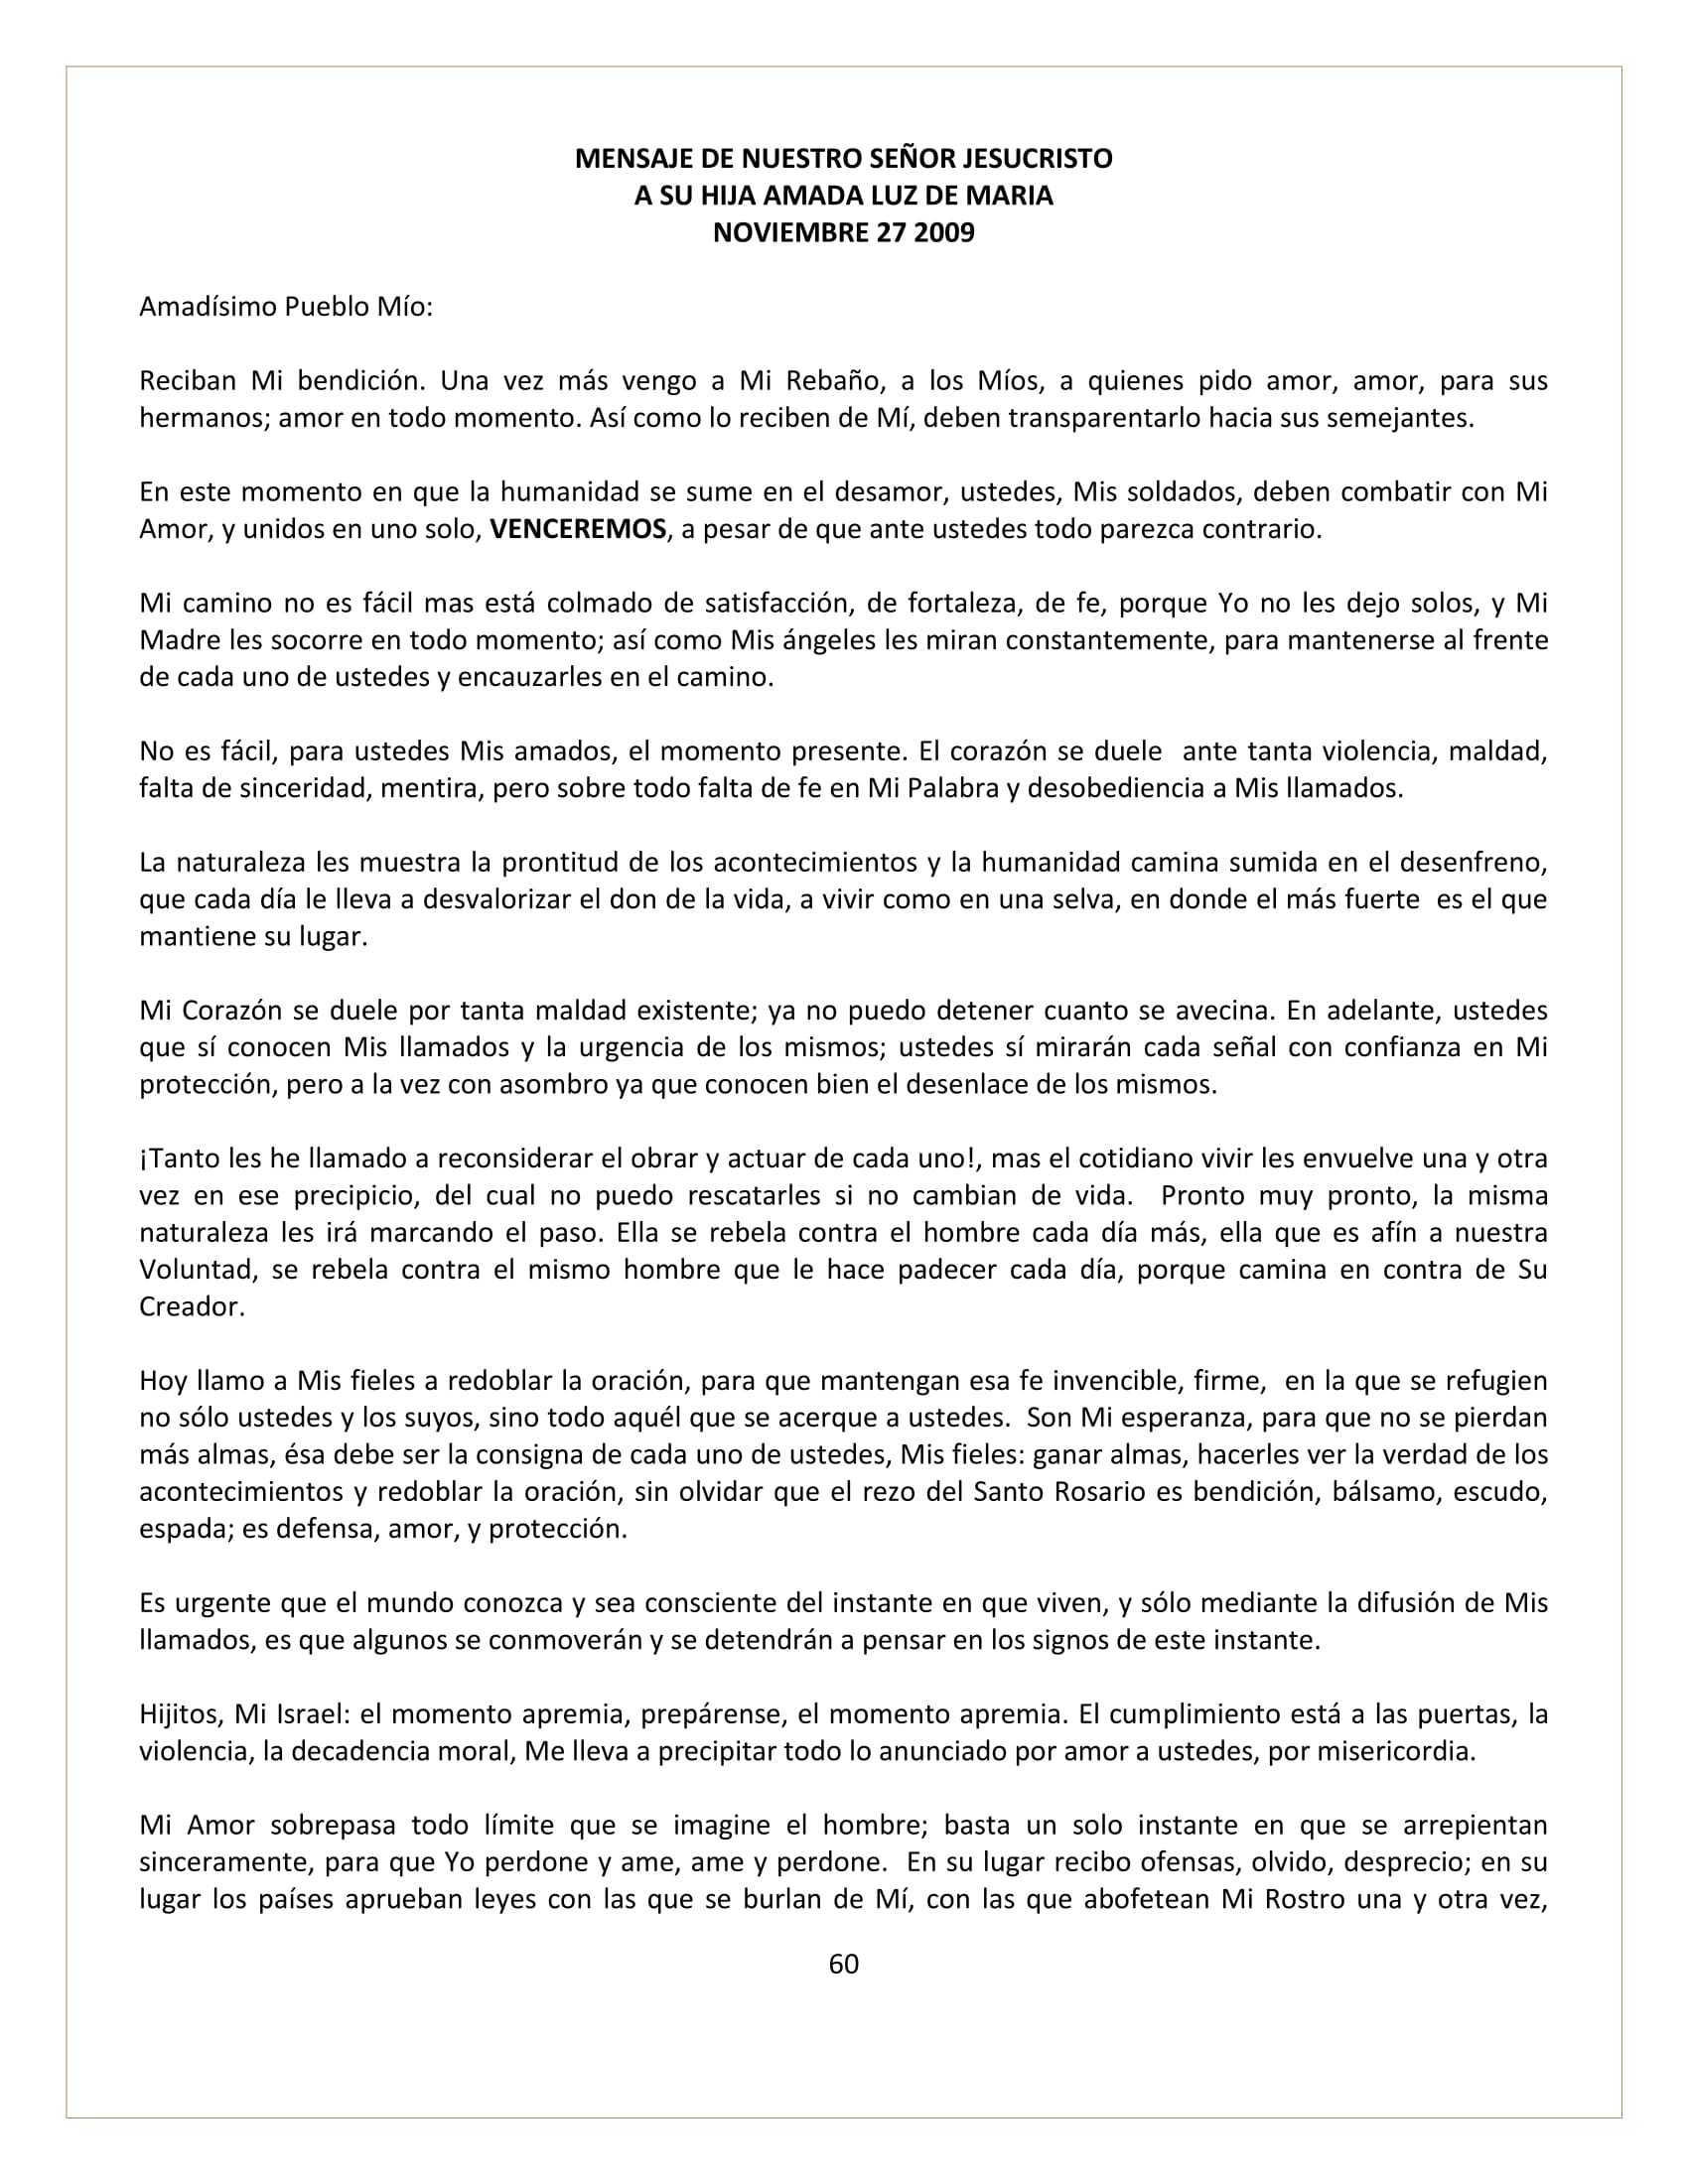 MENSAJE DE NUESTRO SEÑOR JESUCRISTO
A SU HIJA AMADA LUZ DE MARIA
NOVIEMBRE 27 2009
Amadísimo Pueblo Mío:
Reciban Mi bendición. Una vez más vengo a Mi Rebaño, a los Míos, a quienes pido amor, amor, para sus
hermanos; amor en todo momento. Así como lo reciben de Mí, deben transparentarlo hacia sus semejantes.
En este momento en que la humanidad se sume en el desamor, ustedes, Mis soldados, deben combatir con Mi
Amor, y unidos en uno solo, VENCEREMOS, a pesar de que ante ustedes todo parezca contrario.
Mi camino no es fácil mas está colmado de satisfacción, de fortaleza, de fe, porque Yo no les dejo solos, y Mi
Madre les socorre en todo momento; así como Mis ángeles les miran constantemente, para mantenerse al frente
de cada uno de ustedes y encauzarles en el camino.
No es fácil, para ustedes Mis amados, el momento presente. El corazón se duele  ante tanta violencia, maldad,
falta de sinceridad, mentira, pero sobre todo falta de fe en Mi Palabra y desobediencia a Mis llamados.
La naturaleza les muestra la prontitud de los acontecimientos y la humanidad camina sumida en el desenfreno,
que cada día le lleva a desvalorizar el don de la vida, a vivir como en una selva, en donde el más fuerte  es el que
mantiene su lugar.
Mi Corazón se duele por tanta maldad existente; ya no puedo detener cuanto se avecina. En adelante, ustedes
que sí conocen Mis llamados y la urgencia de los mismos; ustedes sí mirarán cada señal con confianza en Mi
protección, pero a la vez con asombro ya que conocen bien el desenlace de los mismos.
¡Tanto les he llamado a reconsiderar el obrar y actuar de cada uno!, mas el cotidiano vivir les envuelve una y otra
vez en ese precipicio, del cual no puedo rescatarles si no cambian de vida.  Pronto muy pronto, la misma
naturaleza les irá marcando el paso. Ella se rebela contra el hombre cada día más, ella que es afín a nuestra
Voluntad, se rebela contra el mismo hombre que le hace padecer cada día, porque camina en contra de Su
Creador.
Hoy llamo a Mis fieles a redoblar la oración, para que mantengan esa fe invencible, firme,  en la que se refugien
no sólo ustedes y los suyos, sino todo aquél que se acerque a ustedes.  Son Mi esperanza, para que no se pierdan
más almas, ésa debe ser la consigna de cada uno de ustedes, Mis fieles: ganar almas, hacerles ver la verdad de los
acontecimientos y redoblar la oración, sin olvidar que el rezo del Santo Rosario es bendición, bálsamo, escudo,
espada; es defensa, amor, y protección.
Es urgente que el mundo conozca y sea consciente del instante en que viven, y sólo mediante la difusión de Mis
llamados, es que algunos se conmoverán y se detendrán a pensar en los signos de este instante.
Hijitos, Mi Israel: el momento apremia, prepárense, el momento apremia. El cumplimiento está a las puertas, la
violencia, la decadencia moral, Me lleva a precipitar todo lo anunciado por amor a ustedes, por misericordia.
Mi Amor sobrepasa todo límite que se imagine el hombre; basta un solo instante en que se arrepientan
sinceramente, para que Yo perdone y ame, ame y perdone.  En su lugar recibo ofensas, olvido, desprecio; en su
lugar los países aprueban leyes con las que se burlan de Mí, con las que abofetean Mi Rostro una y otra vez,
60